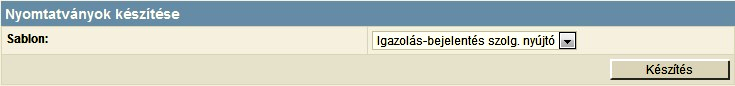 Nyomtatványok készítése
Sablon: Igazolás-bejelentés szolg. nyújtó
Készítés